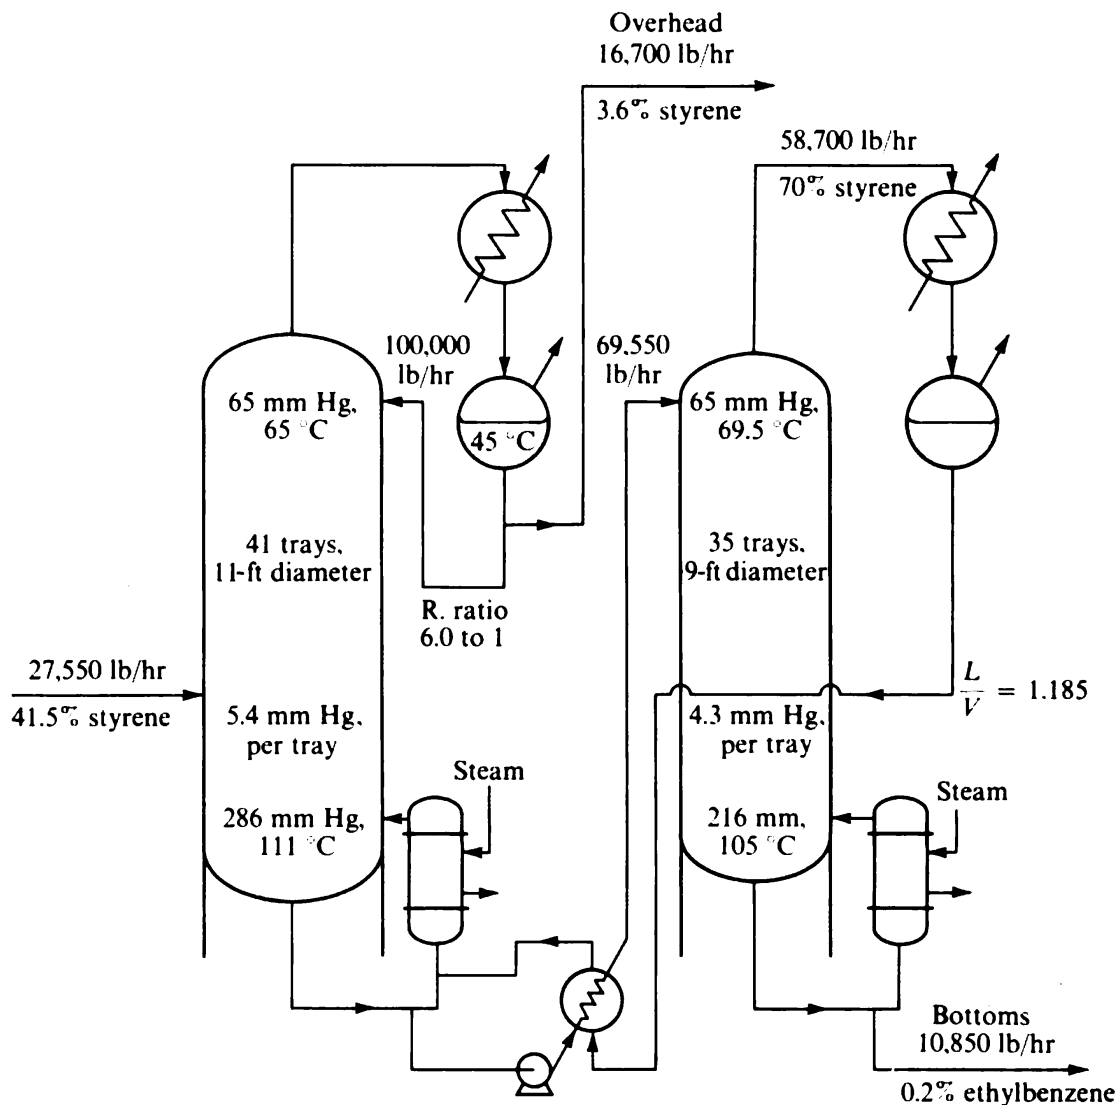 Overhead
16,700 lb/hr
3.6% styrene
58,700 lb/hr
70% styrene
100,000
lb/hr
69,550
lb/hr
65 mm Hg,
65 °C
45 °C
65 mm Hg,
69.5 °C
41 trays,
11-ft diameter
35 trays,
9-ft diameter
R. ratio
6.0 to 1
27,550 lb/hr
41.5% styrene
L
V
= 1.185
5.4 mm Hg,
per tray
4.3 mm Hg,
per tray
Steam
Steam
286 mm Hg,
111 °C
216 mm,
105 °C
Bottoms
10,850 lb/hr
0.2% ethylbenzene